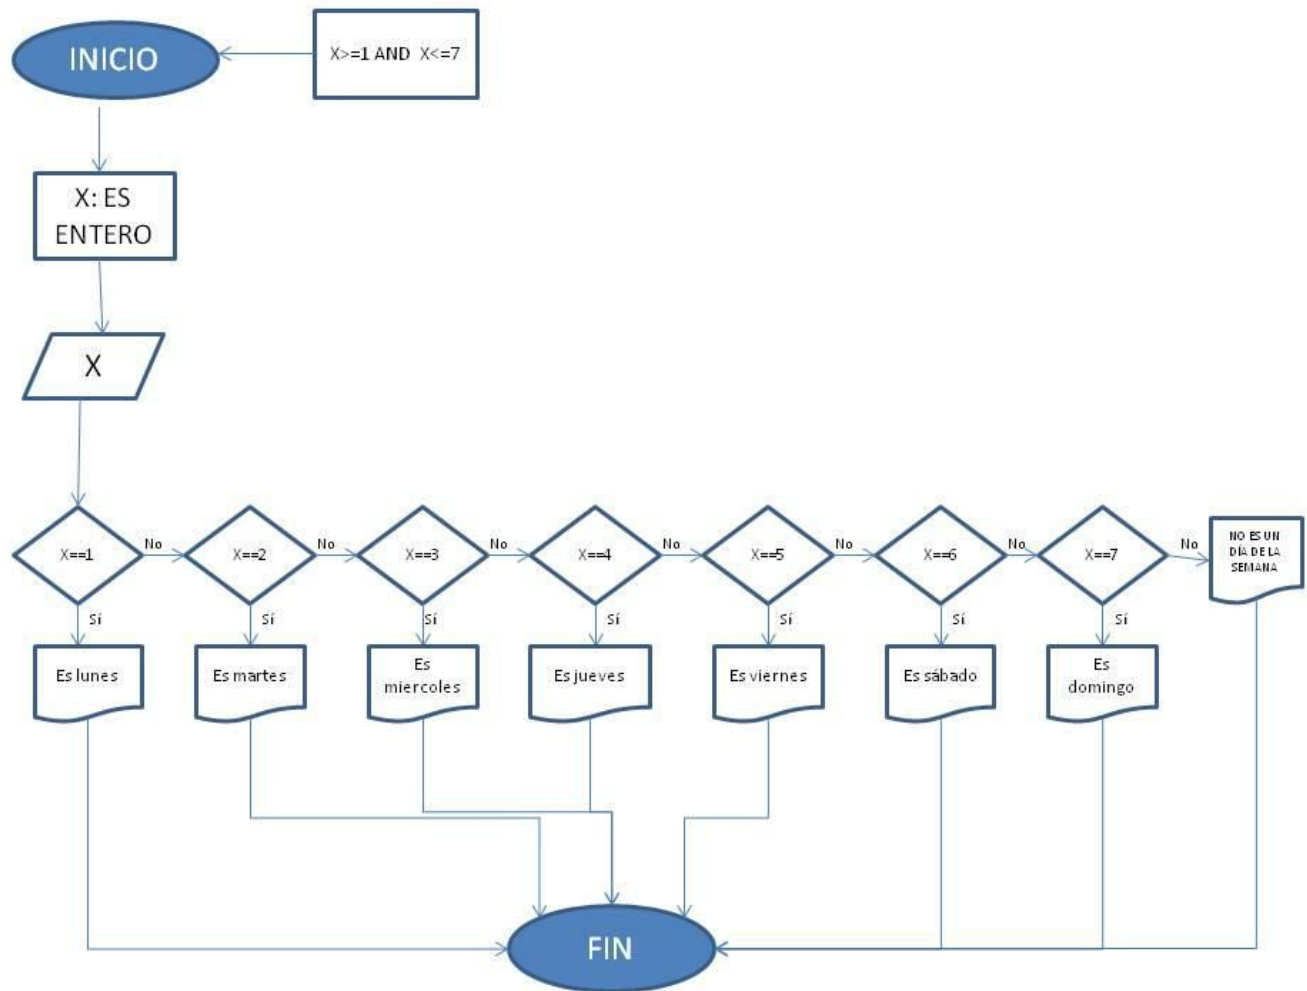 INICIO
X>=1 AND X<=7
X: ES
ENTERO
X
X==1
No
X==2
No
X==3
No
X==4
No
X==5
No
X==6
No
X==7
No
NO ES UN
DÍA DE LA
SEMANA
Sí
Sí
Sí
Sí
Sí
Sí
Sí
Es lunes
Es martes
Es
miercoles
Es jueves
Es viernes
Es sábado
Es
domingo
FIN